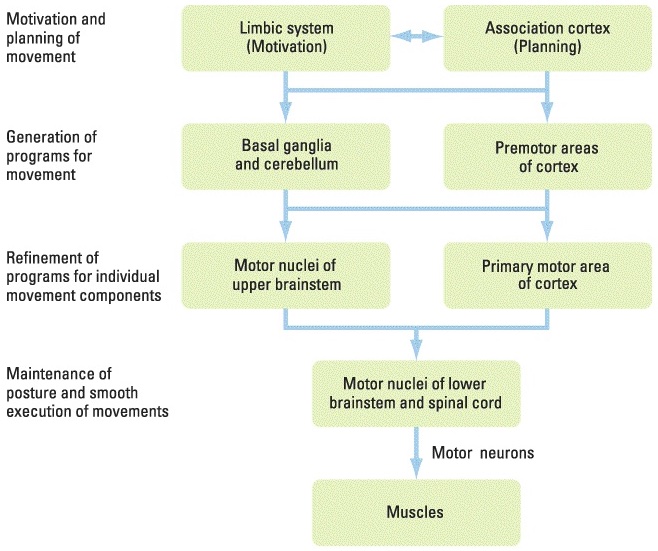 Motivation and
planning of
movement
Limbic system
(Motivation)
Association cortex
(Planning)
Generation of
programs for
movement
Basal ganglia
and cerebellum
Premotor areas
of cortex
Refinement of
programs for individual
movement components
Motor nuclei of
upper brainstem
Primary motor area
of cortex
Maintenance of
posture and smooth
execution of movements
Motor nuclei of lower
brainstem and spinal cord
Motor neurons
Muscles